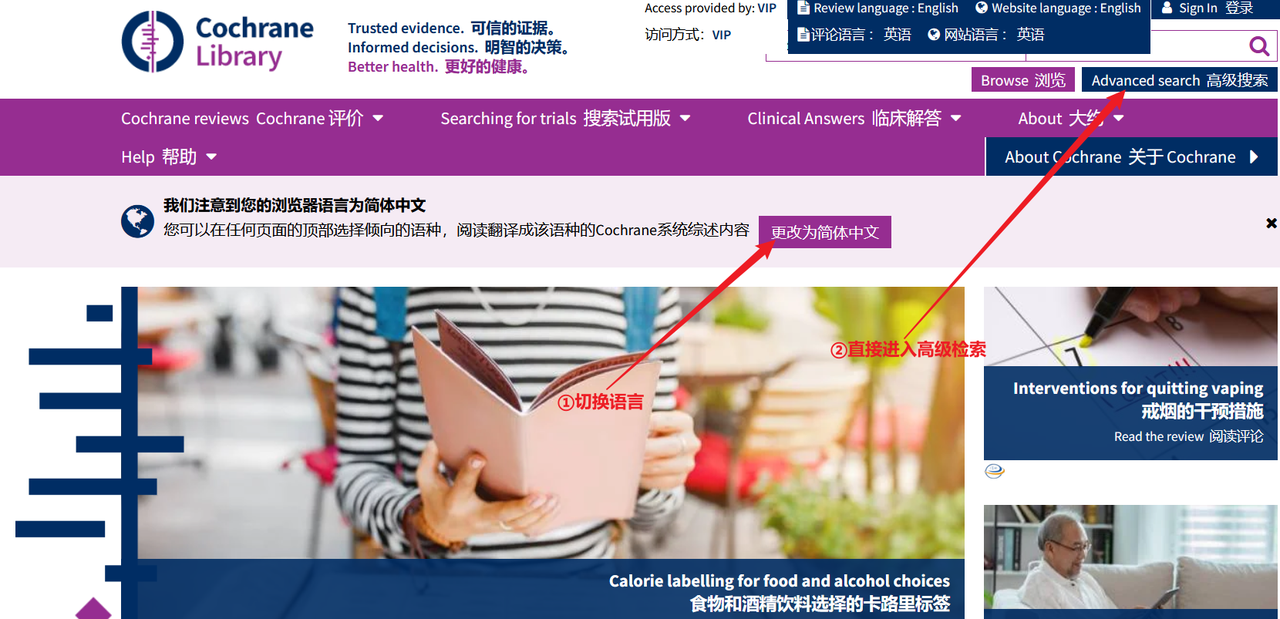 Cochrane
Library
Trusted evidence. 可信的证据。
Informed decisions. 明智的决策。
Better health. 更好的健康。
Access provided by: VIP
访问方式：VIP
Review language : English
Website language : English
Sign In 登录
评论语言： 英语
网站语言： 英语
Browse 浏览
Advanced search 高级搜索
Cochrane reviews Cochrane 评价
Searching for trials 搜索试用版
Clinical Answers 临床解答
About 大约
Help 帮助
About Cochrane 关于 Cochrane
我们注意到您的浏览器语言为简体中文
您可以在任何页面的顶部选择倾向的语种，阅读翻译成该语种的Cochrane系统综述内容
更改为简体中文
①切换语言
②直接进入高级检索
7
8
Interventions for quitting vaping
戒烟的干预措施
Read the review 阅读评论
Calorie labelling for food and alcohol choices
食物和酒精饮料选择的卡路里标签